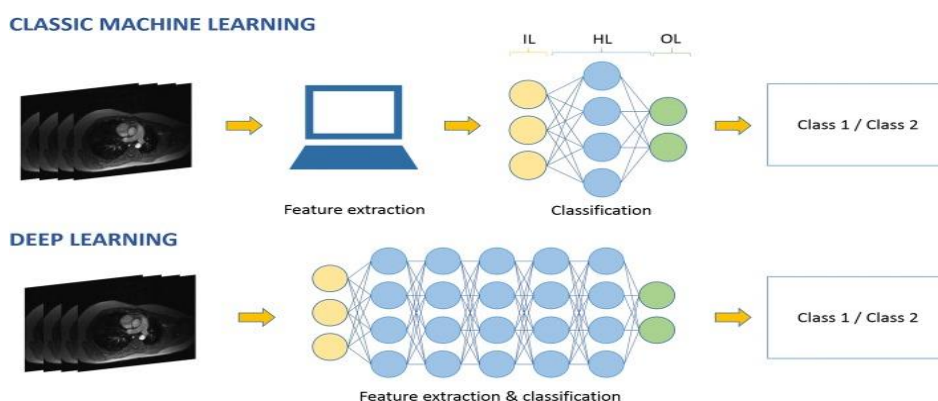 CLASSIC MACHINE LEARNING
IL HL OL
Class 1 / Class 2
Feature extraction
Classification
DEEP LEARNING
Class 1 / Class 2
Feature extraction & classification